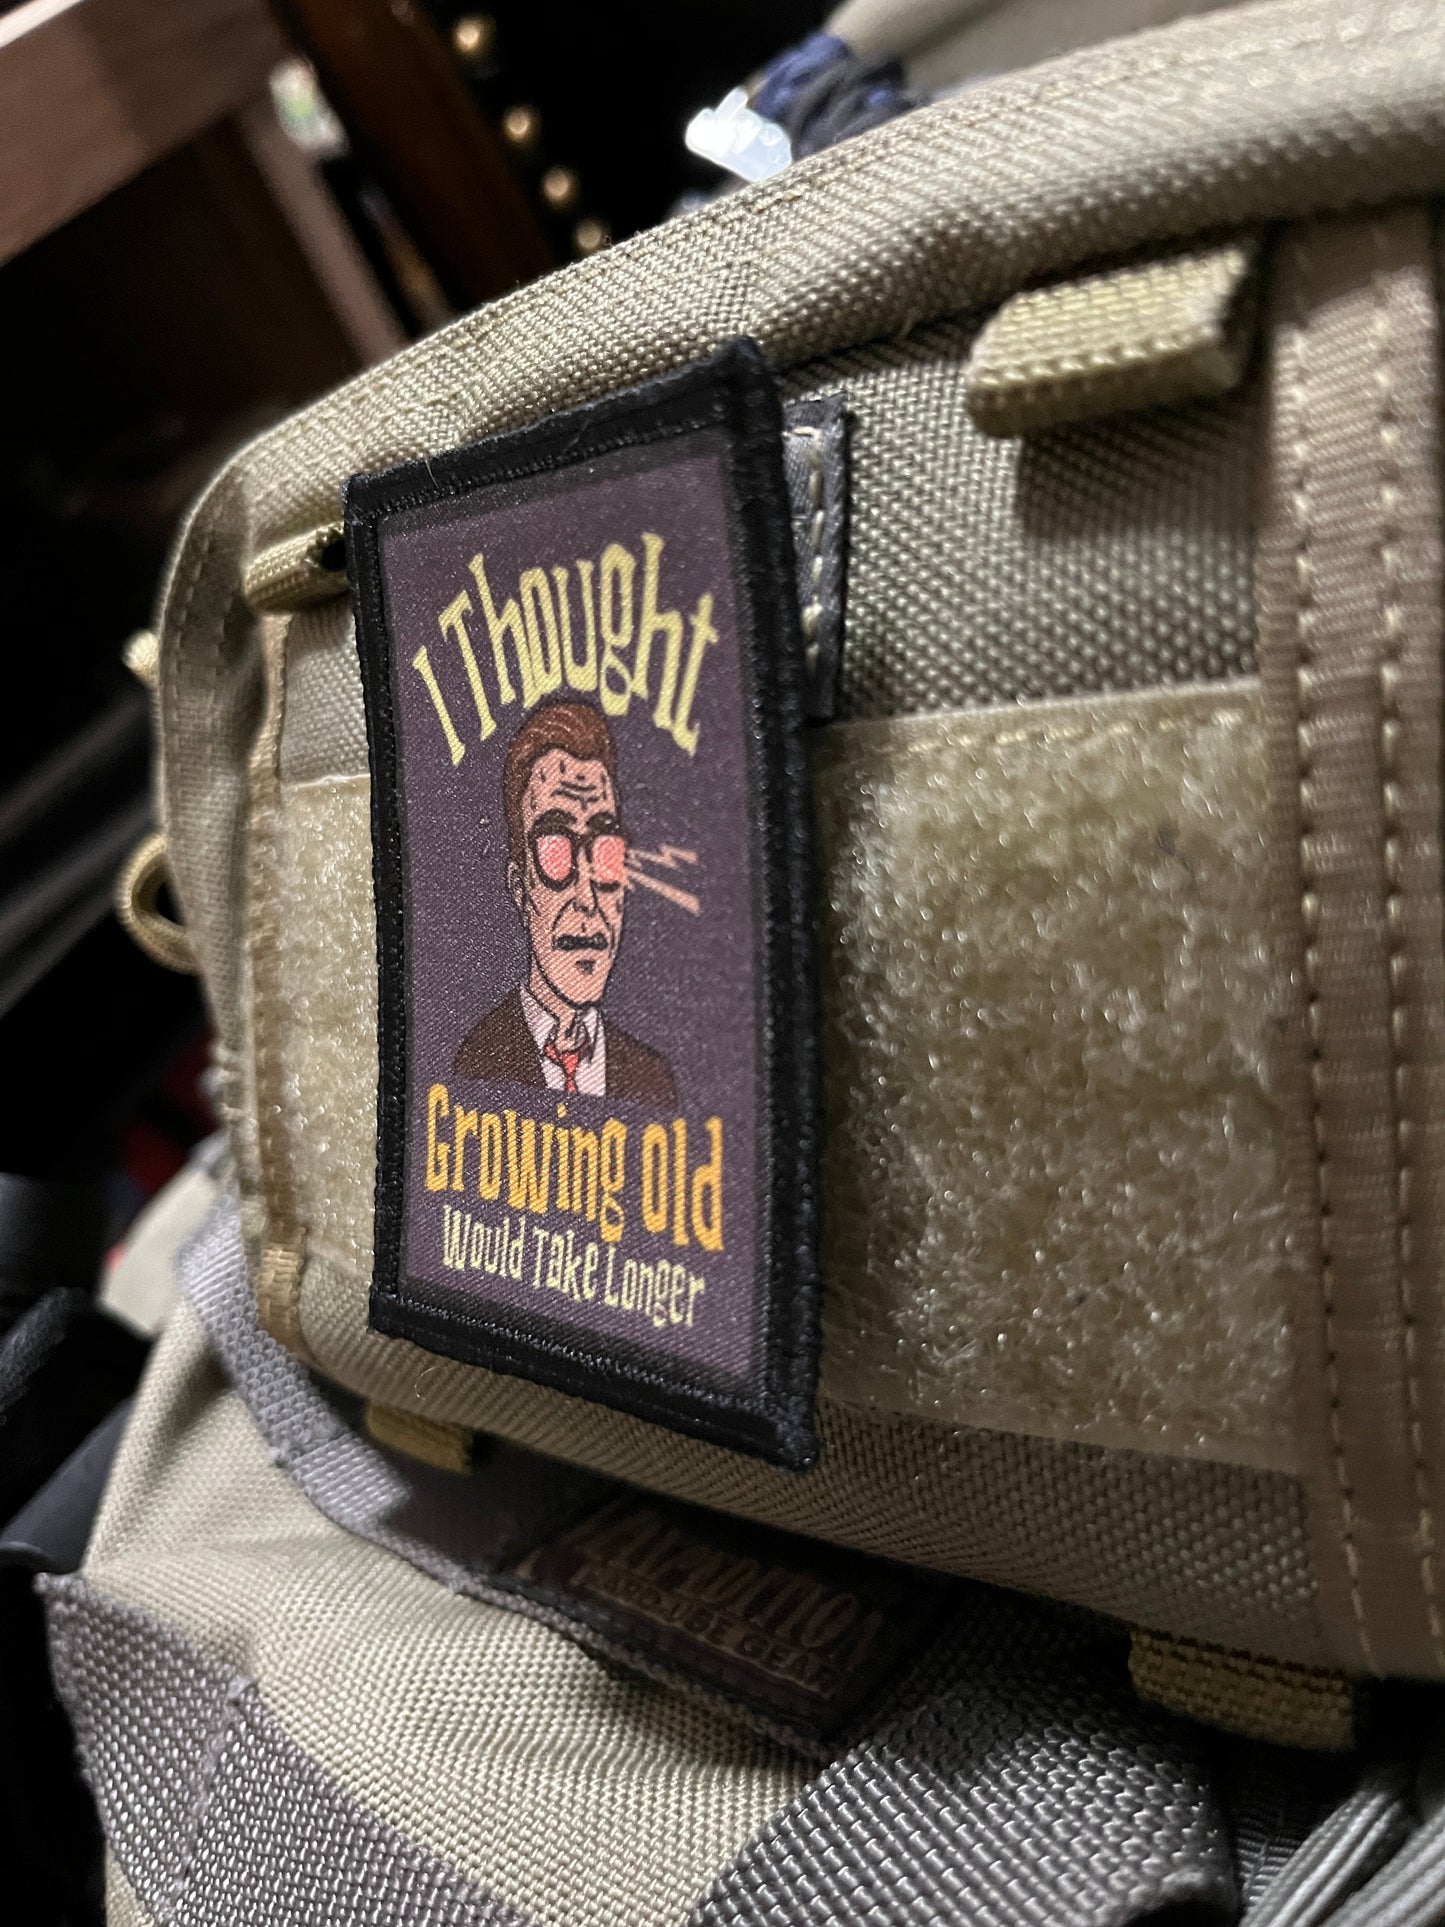 I Thought
Growing Old
Would Take Longer